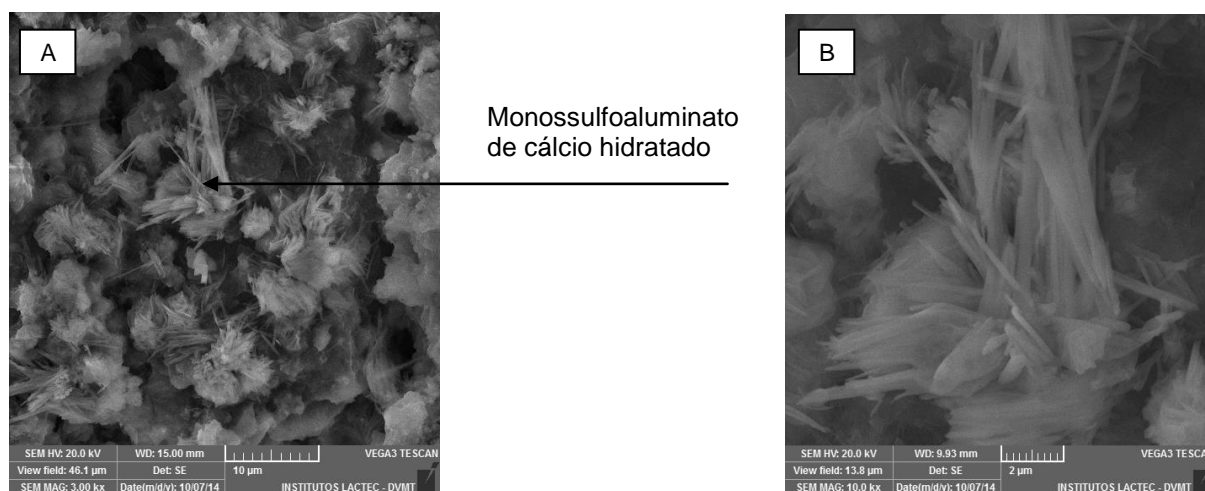 A
Monossulfoaluminato
de cálcio hidratado
B
SEM HV: 20.0 kV WD: 15.00 mm VEGA3 TESCAN
View field: 46.1 µm Det: SE 10 µm
SEM MAG: 3.00 kx Date(m/d/y): 10/07/14 INSTITUTOS LACTEC - DVMT
SEM HV: 20.0 kV WD: 9.93 mm VEGA3 TESCA
View field: 13.8 µm Det: SE 2 µm
SEM MAG: 10.0 kx Date(m/d/y): 10/07/14 INSTITUTOS LACTEC - DVMT